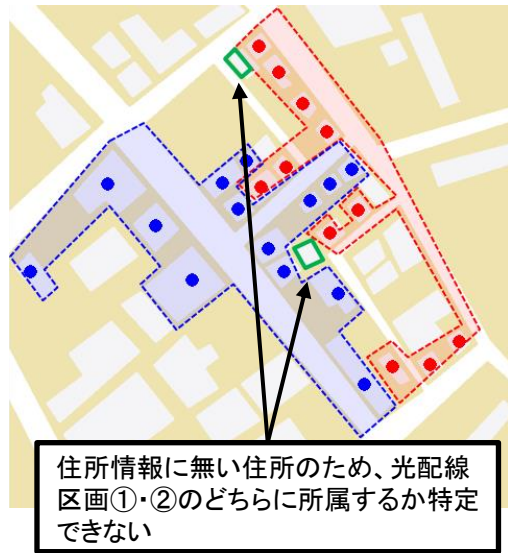 住所情報に無い住所のため、光配線
区画①・②のどちらに所属するか特定
できない